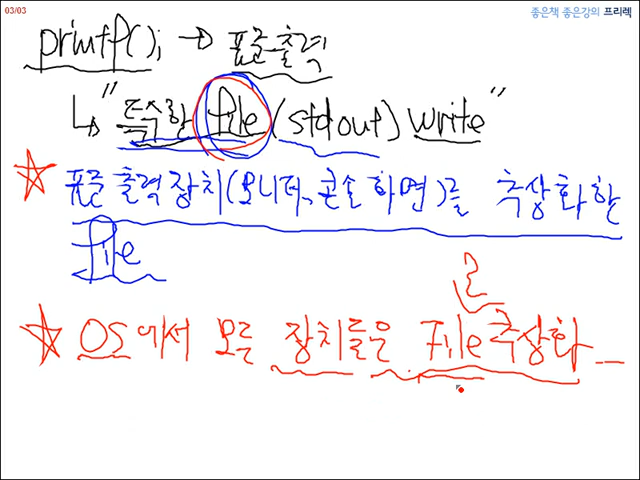 03/03
좋은책 좋은강의 프리렉
printf(); → 표준출력
↳ "특수한 file (stdout) write"
☆ 표준 출력장치(모니터, 콘솔화면)를 추상화한
file
로
☆ OS에서 모든 장치들은 File 추상화